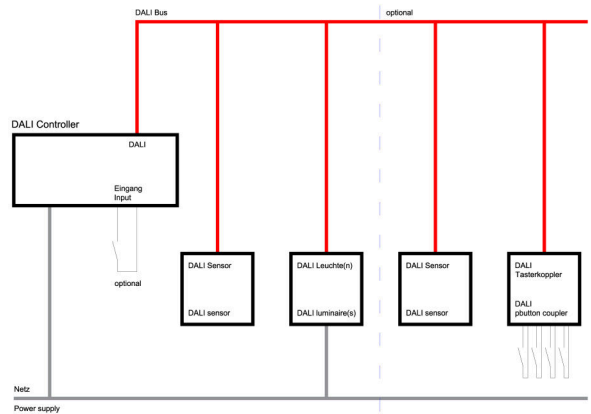 DALI Bus
optional
DALI Controller
DALI
Eingang
Input
optional
DALI Sensor
DALI sensor
DALI Leuchte(n)
DALI luminaire(s)
DALI Sensor
DALI sensor
DALI
Tasterkoppler
DALI
pbutton coupler
Netz
Power supply